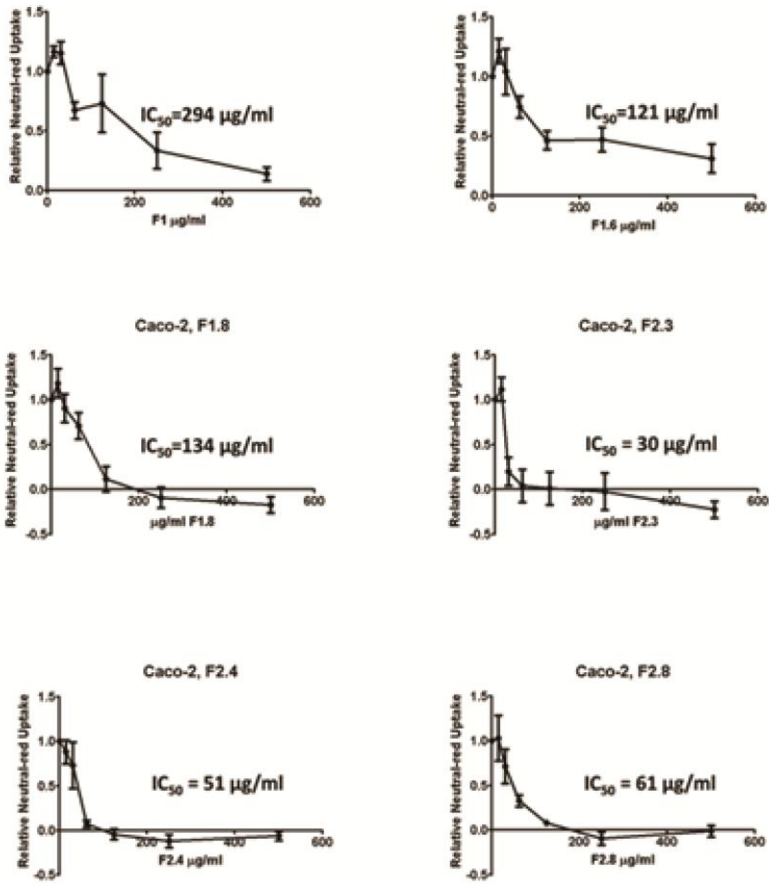 Relative Neutral-red Uptake
1.5
1.0
0.5
0.0
0
200
400
600
IC50=294 µg/ml
F1 µg/ml
Relative Neutral-red Uptake
1.5
1.0
0.5
0.0
0
200
400
600
IC50=121 µg/ml
F1.6 µg/ml
Caco-2, F1.8
Relative Neutral-red Uptake
1.5
1.0
0.5
0.0
-0.5
200
400
600
IC50=134 µg/ml
µg/ml F1.8
Caco-2, F2.3
Relative Neutral-red Uptake
1.5
1.0
0.5
0.0
-0.5
200
400
600
IC50 = 30 µg/ml
µg/ml F2.3
Caco-2, F2.4
Relative Neutral-red Uptake
1.5
1.0
0.5
0.0
-0.5
200
400
600
IC50 = 51 µg/ml
F2.4 µg/ml
Caco-2, F2.8
Relative Neutral-red Uptake
1.5
1.0
0.5
0.0
-0.5
200
400
600
IC50 = 61 µg/ml
F2.8 µg/ml